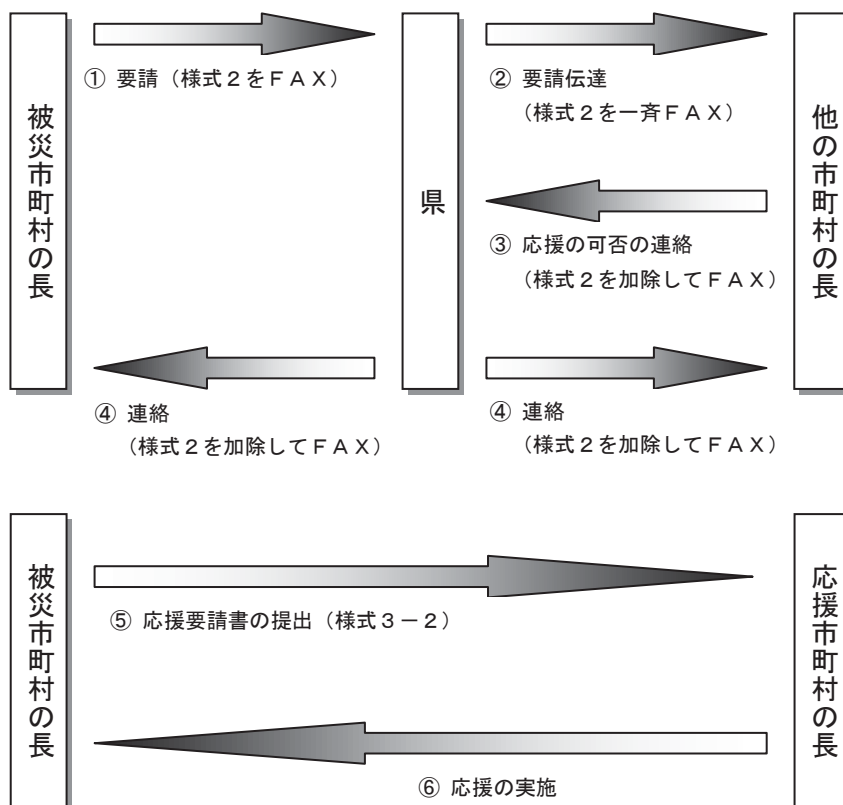 被災市町村の長
① 要請（様式２をＦＡＸ）
県
② 要請伝達
（様式２を一斉ＦＡＸ）
他の市町村の長
③ 応援の可否の連絡
（様式２を加除してＦＡＸ）
④ 連絡
（様式２を加除してＦＡＸ）
④ 連絡
（様式２を加除してＦＡＸ）
被災市町村の長
⑤ 応援要請書の提出（様式３－２）
応援市町村の長
⑥ 応援の実施